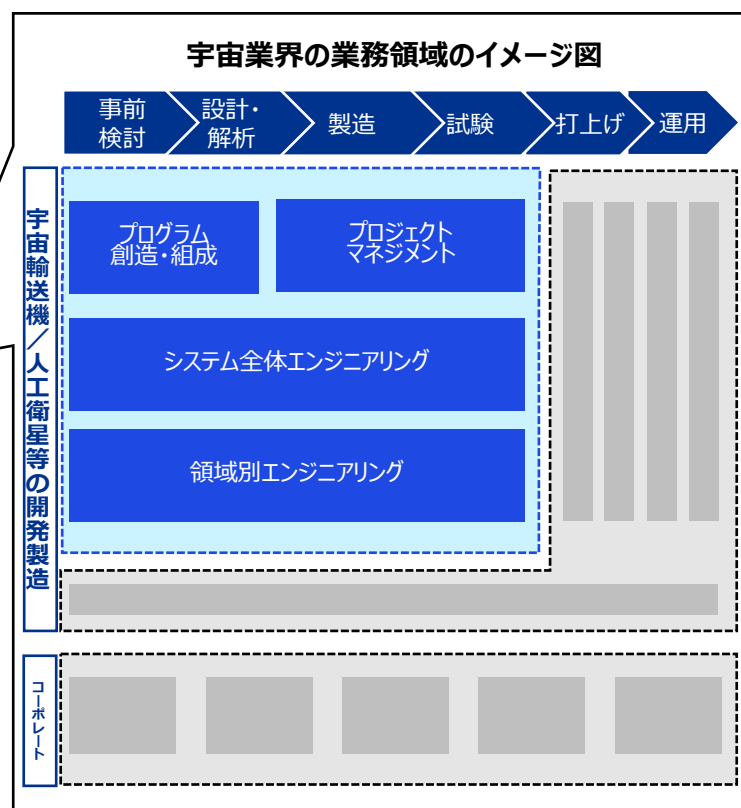 宇宙業界の業務領域のイメージ図
事前
検討
設計・
解析
製造
試験
打上げ
運用
宇宙輸送機／人工衛星等の開発製造
プログラム
創造・組成
プロジェクト
マネジメント
システム全体エンジニアリング
領域別エンジニアリング
コーポレート